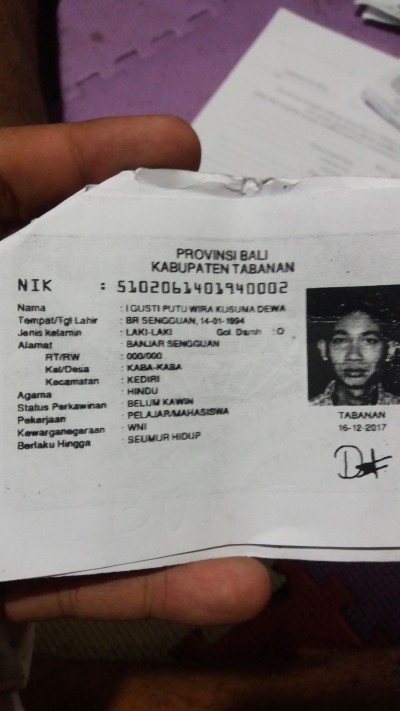 PROVINSI BALI
KABUPATEN TABANAN
NIK : 5102061401940002
Nama : I GUSTI PUTU WIRA KUSUMA DEWA
Tempat/Tgl Lahir : BR SENGGUAN, 14-01-1994
Jenis kelamin : LAKI-LAKI Gol. Darah : O
Alamat : BANJAR SENGGUAN
RT/RW : 000/000
Kel/Desa : KABA-KABA
Kecamatan : KEDIRI
Agama : HINDU
Status Perkawinan : BELUM KAWIN
Pekerjaan : PELAJAR/MAHASISWA
Kewarganegaraan : WNI
Berlaku Hingga : SEUMUR HIDUP
TABANAN
16-12-2017